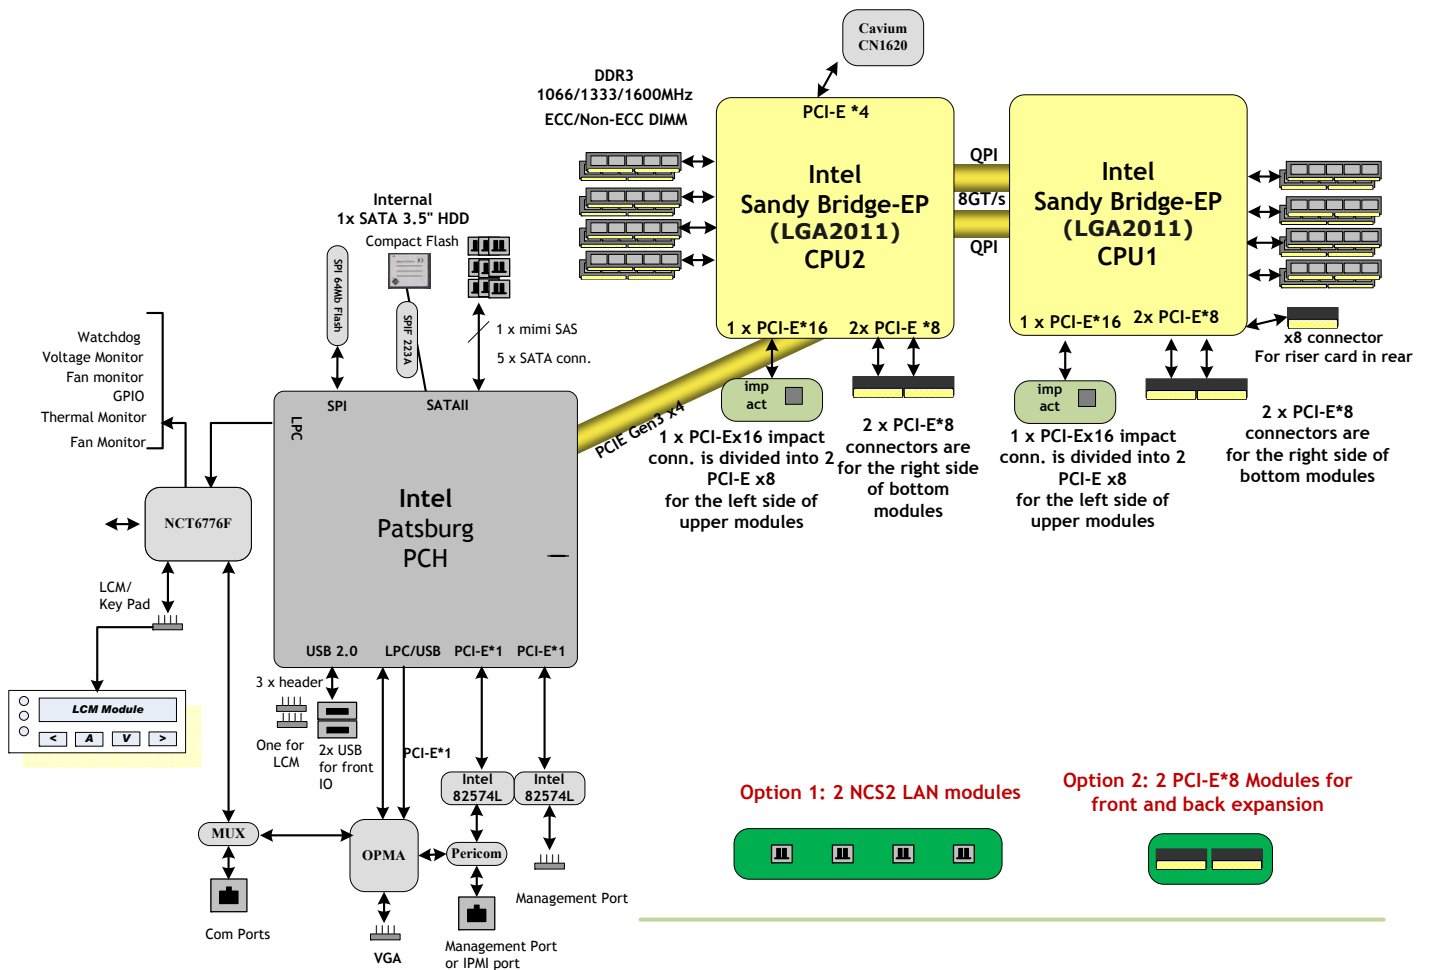 Cavium
CN1620
DDR3
1066/1333/1600MHz
ECC/Non-ECC DIMM
PCI-E *4
Intel
Sandy Bridge-EP
(LGA2011)
CPU2
1 x PCI-E*16
2x PCI-E *8
QPI
8GT/s
QPI
Intel
Sandy Bridge-EP
(LGA2011)
CPU1
1 x PCI-E*16
2x PCI-E*8
x8 connector
For riser card in rear
Internal
1x SATA 3.5" HDD
Compact Flash
SPI 64Mb Flash
SPIF 223A
1 x mimi SAS
5 x SATA conn.
Watchdog
Voltage Monitor
Fan monitor
GPIO
Thermal Monitor
Fan Monitor
LPC
SPI
SATAII
PCIE Gen3 x4
imp
act
1 x PCI-Ex16 impact
conn. is divided into 2
PCI-E x8
for the left side of
upper modules
2 x PCI-E*8
connectors are
for the right side
of bottom
modules
imp
act
1 x PCI-Ex16 impact
conn. is divided into 2
PCI-E x8
for the left side of
upper modules
2 x PCI-E*8
connectors are
for the right side of
bottom modules
Intel
Patsburg
PCH
NCT6776F
LCM/
Key Pad
LCM Module
< A V >
USB 2.0
LPC/USB
PCI-E*1
PCI-E*1
3 x header
One for
LCM
2x USB
for front
IO
PCI-E*1
Intel
82574L
Intel
82574L
MUX
OPMA
Pericom
Com Ports
VGA
Management Port
or IPMI port
Management Port
Option 1: 2 NCS2 LAN modules
Option 2: 2 PCI-E*8 Modules for
front and back expansion